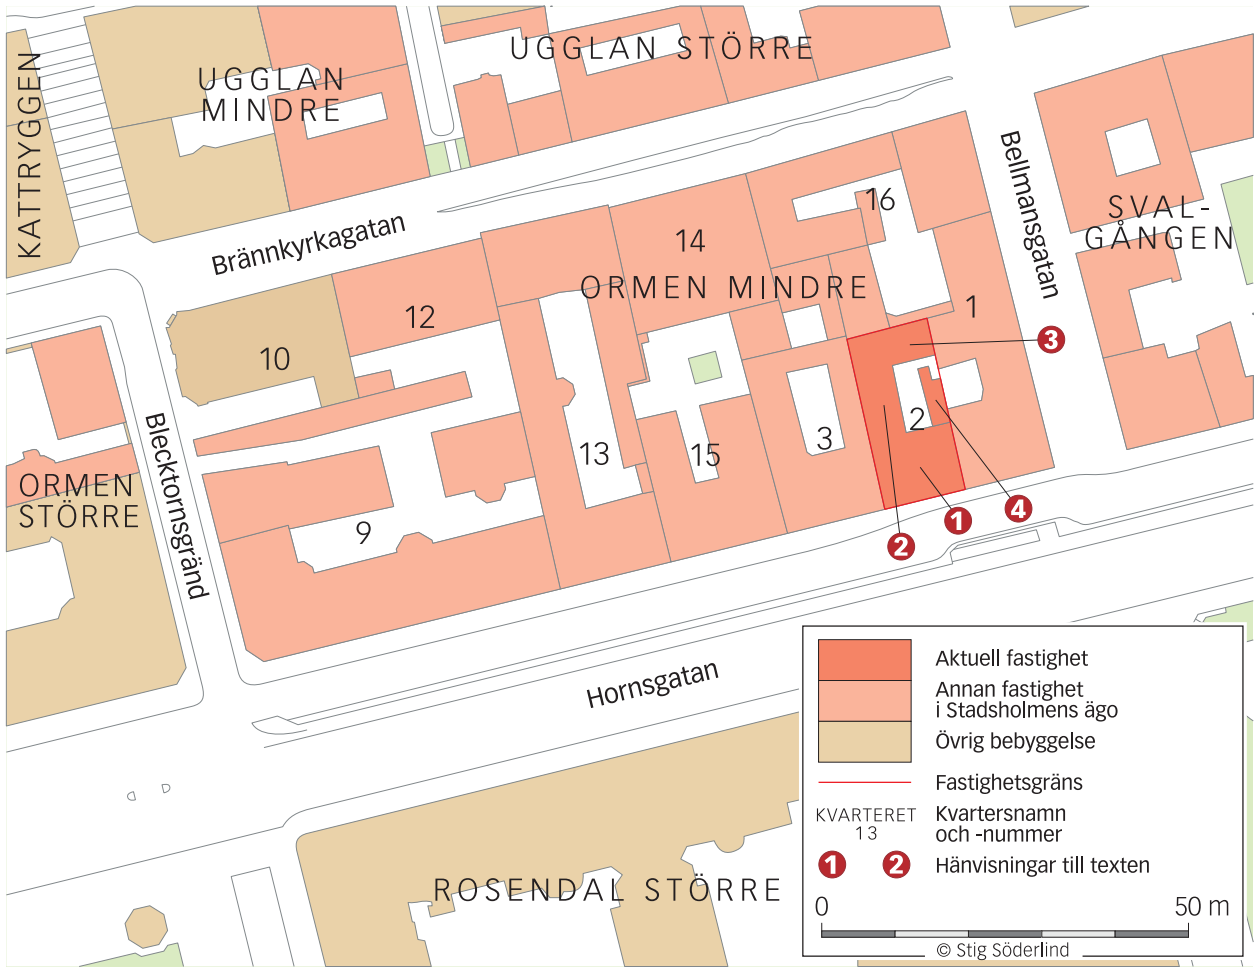 UGGLAN STÖRRE
UGGLAN
MINDRE
KATTRYGGEN
Bellmansgatan
SVAL-
GÅNGEN
Brännkyrkagatan
16
14
ORMEN MINDRE
1
12
10
3
2
3
13
15
9
Blecktornsgränd
ORMEN
STÖRRE
4
1
2
Hornsgatan
ROSENDAL STÖRRE
Aktuell fastighet
Annan fastighet
i Stadsholmens ägo
Övrig bebyggelse
Fastighetsgräns
KVARTERET
13
Kvartersnamn
och -nummer
1 2 Hänvisningar till texten
0 50 m
© Stig Söderlind